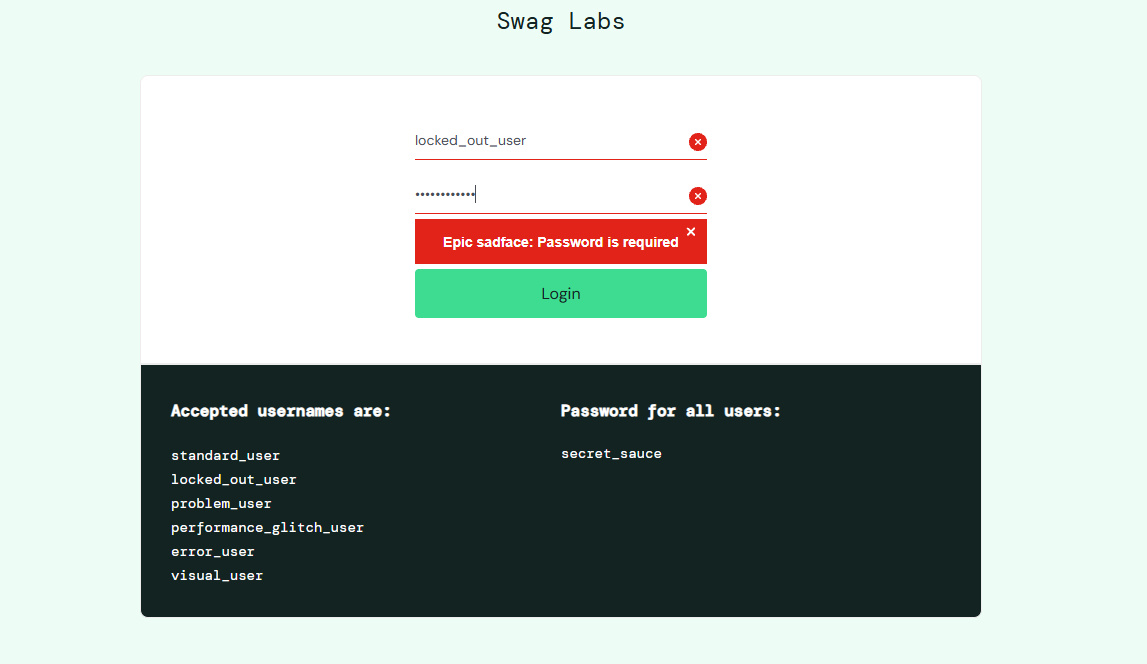 Swag Labs
locked_out_user
••••••••••••
Epic sadface: Password is required
Login
Accepted usernames are:
standard_user
locked_out_user
problem_user
performance_glitch_user
error_user
visual_user
Password for all users:
secret_sauce